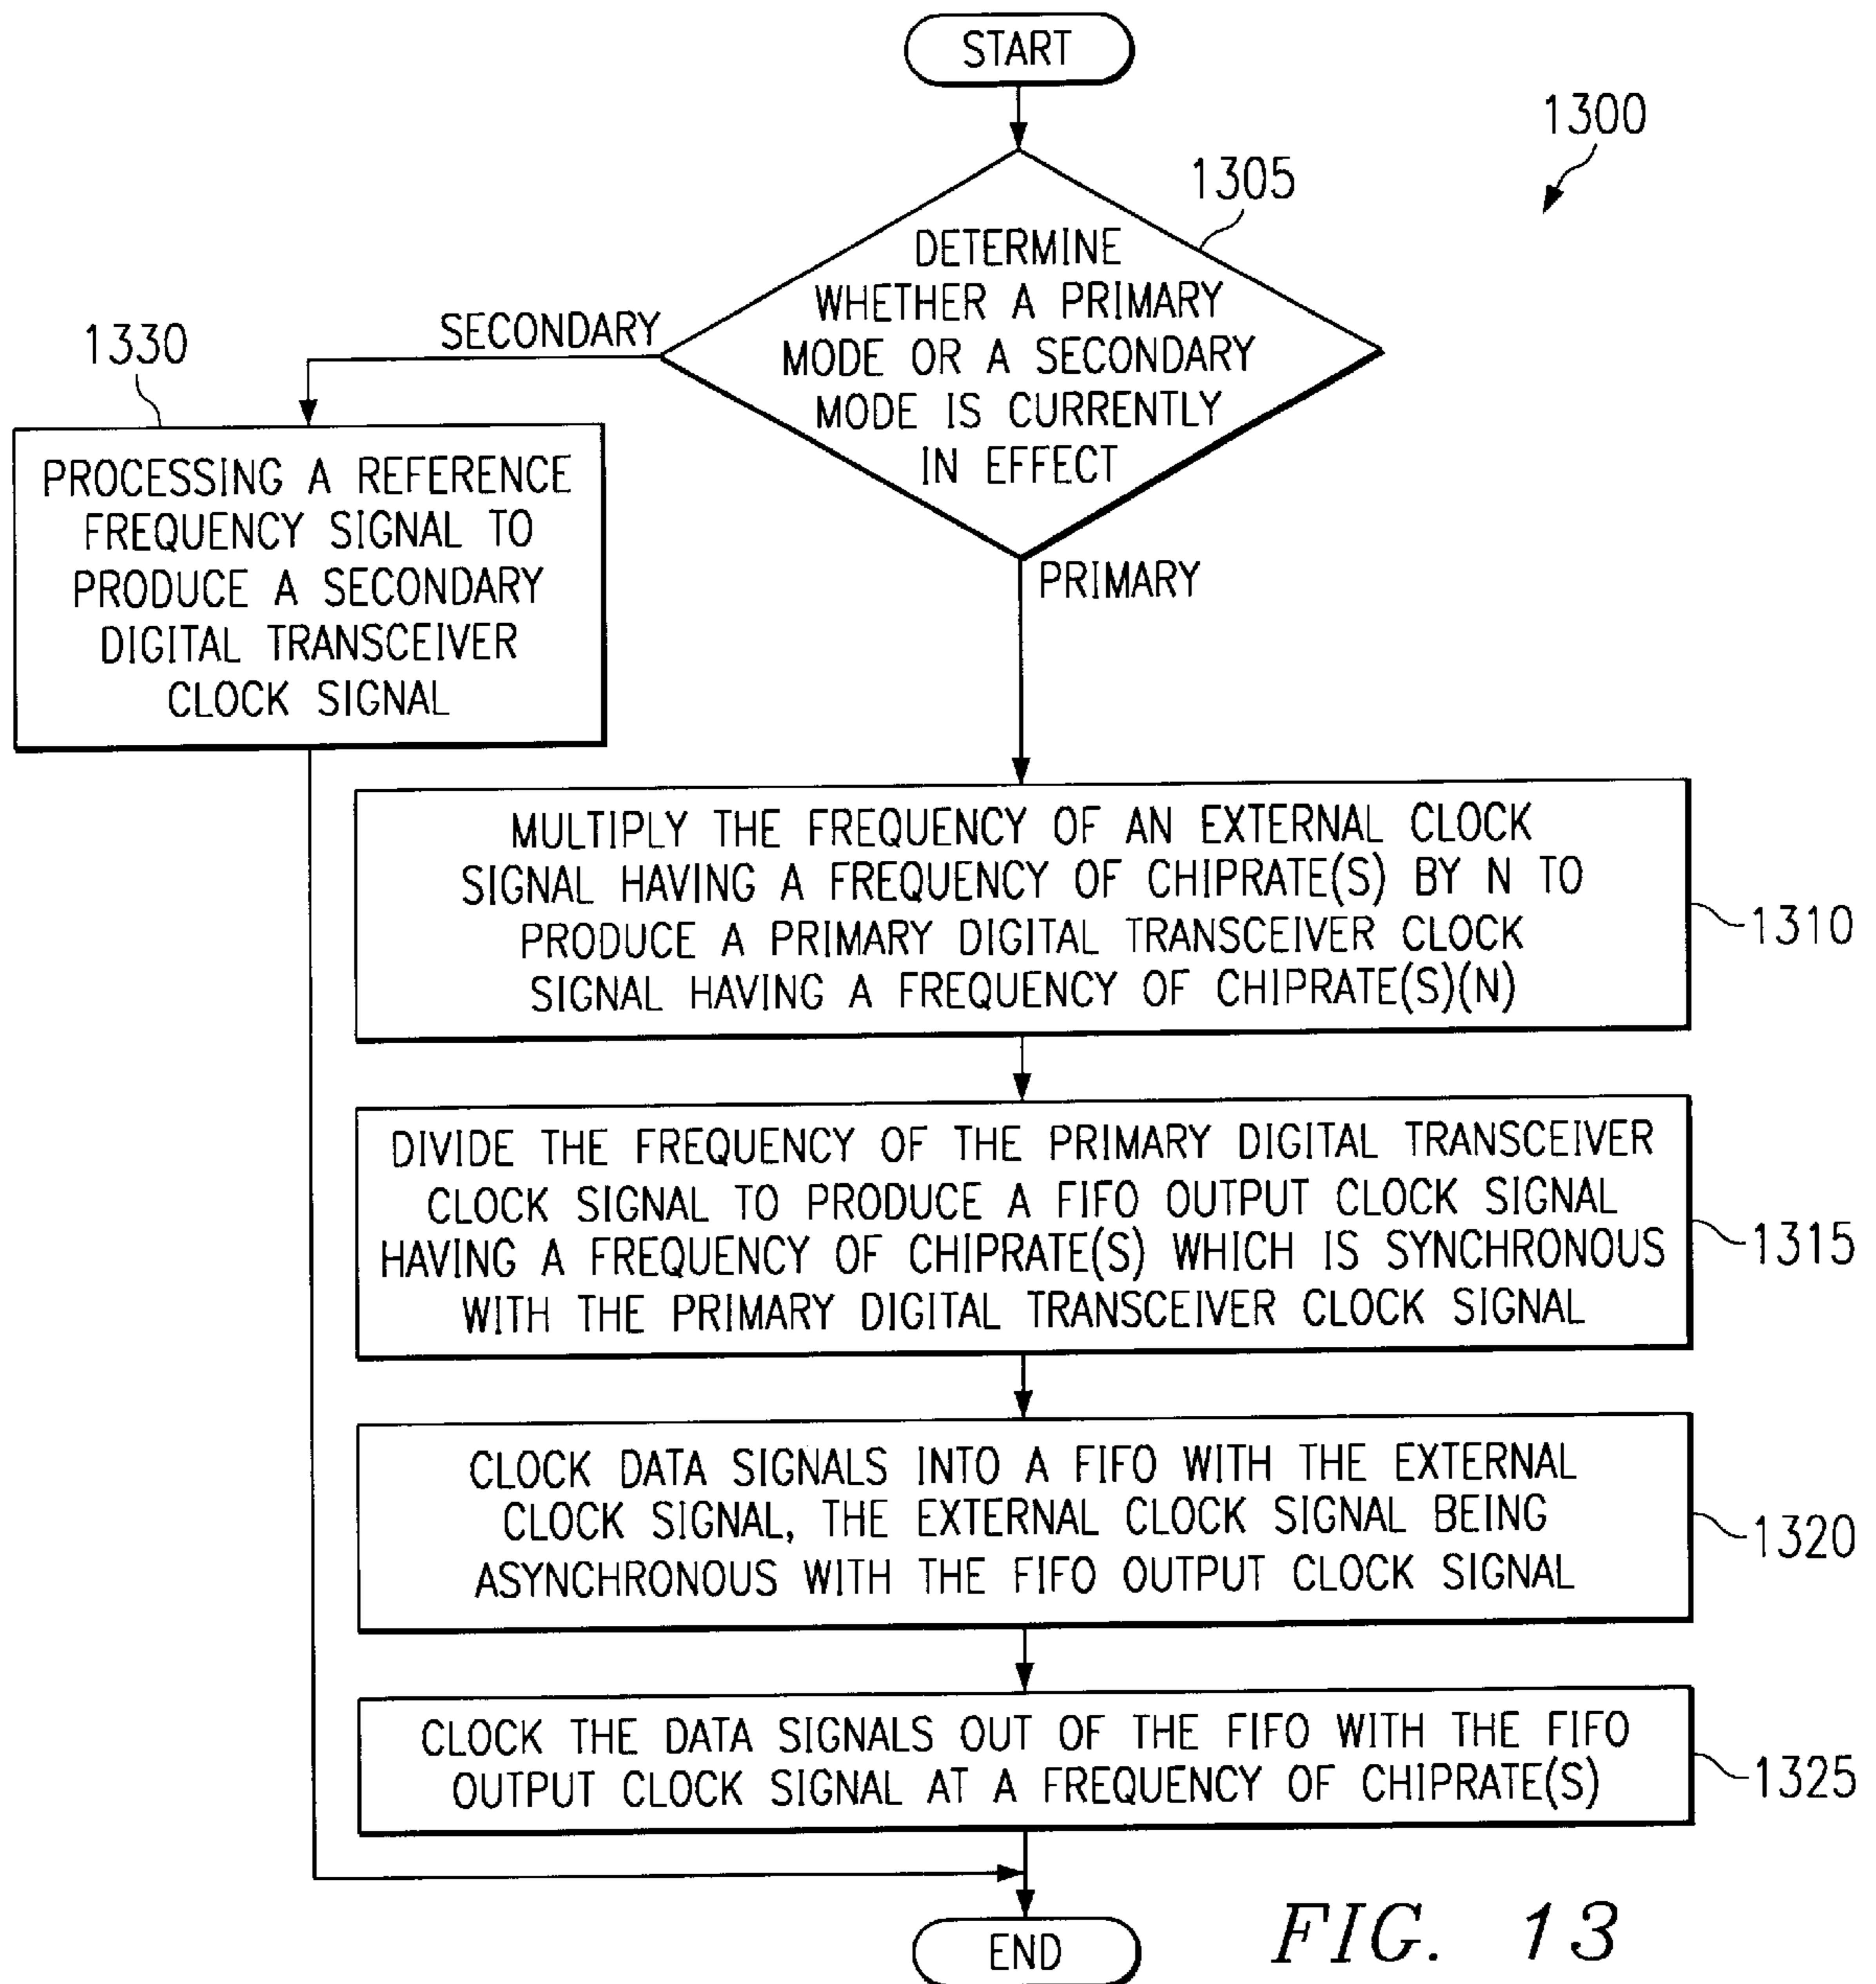 START
1300
1305
DETERMINE
WHETHER A PRIMARY
MODE OR A SECONDARY
MODE IS CURRENTLY
IN EFFECT
SECONDARY
1330
PROCESSING A REFERENCE
FREQUENCY SIGNAL TO
PRODUCE A SECONDARY
DIGITAL TRANSCEIVER
CLOCK SIGNAL
PRIMARY
MULTIPLY THE FREQUENCY OF AN EXTERNAL CLOCK
SIGNAL HAVING A FREQUENCY OF CHIPRATE(S) BY N TO
PRODUCE A PRIMARY DIGITAL TRANSCEIVER CLOCK
SIGNAL HAVING A FREQUENCY OF CHIPRATE(S)(N)
1310
DIVIDE THE FREQUENCY OF THE PRIMARY DIGITAL TRANSCEIVER
CLOCK SIGNAL TO PRODUCE A FIFO OUTPUT CLOCK SIGNAL
HAVING A FREQUENCY OF CHIPRATE(S) WHICH IS SYNCHRONOUS
WITH THE PRIMARY DIGITAL TRANSCEIVER CLOCK SIGNAL
1315
CLOCK DATA SIGNALS INTO A FIFO WITH THE EXTERNAL
CLOCK SIGNAL, THE EXTERNAL CLOCK SIGNAL BEING
ASYNCHRONOUS WITH THE FIFO OUTPUT CLOCK SIGNAL
1320
CLOCK THE DATA SIGNALS OUT OF THE FIFO WITH THE FIFO
OUTPUT CLOCK SIGNAL AT A FREQUENCY OF CHIPRATE(S)
1325
END
FIG. 13